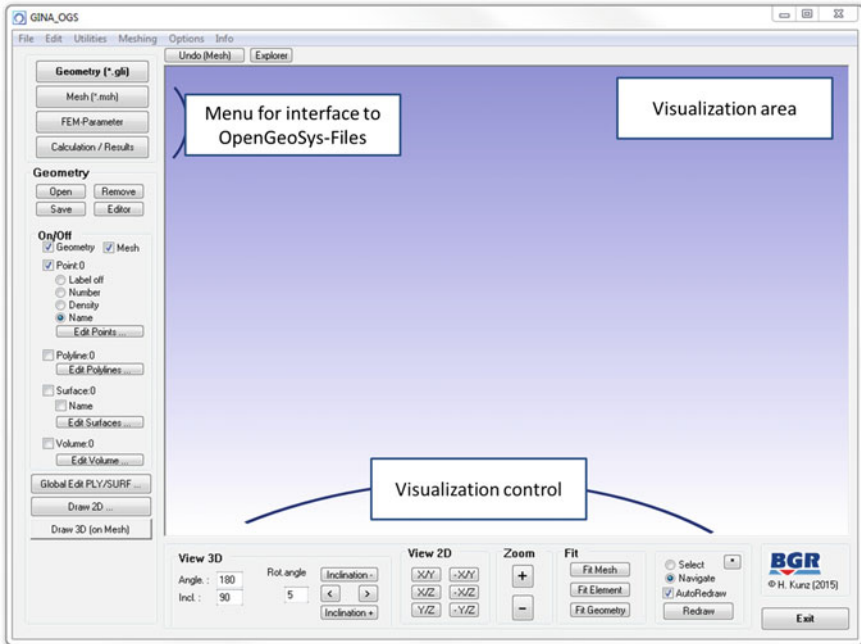 GINA_OGS
File Edit Utilities Meshing Options Info
Undo (Mesh) Explorer
Geometry (*.gli)
Mesh (*.msh)
FEM-Parameter
Calculation / Results
Menu for interface to
OpenGeoSys-Files
Visualization area
Geometry
Open Remove
Save Editor
On/Off
Geometry Mesh
Point:0
Label off
Number
Density
Name
Edit Points ...
Polyline:0
Edit Polylines ...
Surface:0
Name
Edit Surfaces ...
Volume:0
Edit Volume ...
Global Edit PLY/SURF ...
Draw 2D ...
Draw 3D (on Mesh)
Visualization control
View 3D
Angle. : 180
Incl. : 90
Rot.angle
5
Inclination -
< >
Inclination +
View 2D
X/Y -X/Y
X/Z -X/Z
Y/Z -Y/Z
Zoom
+
−
Fit
Fit Mesh
Fit Element
Fit Geometry
Select *
Navigate
AutoRedraw
Redraw
BGR
© H. Kunz (2015)
Exit